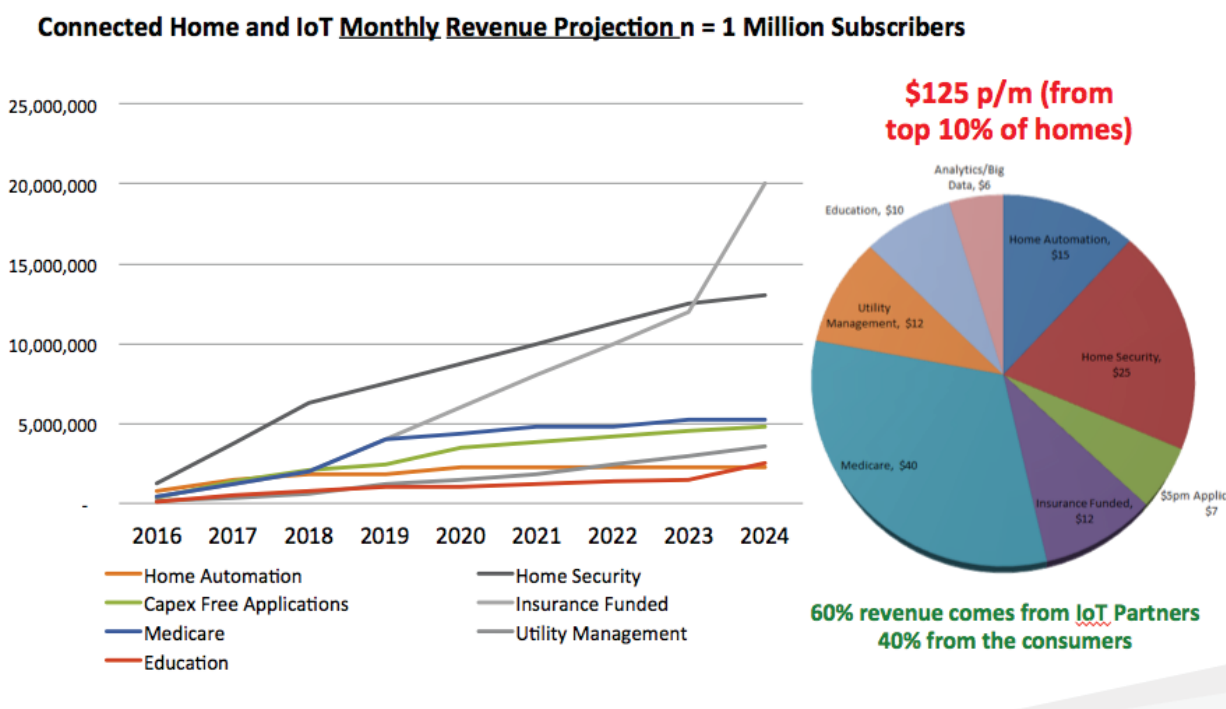 Connected Home and IoT Monthly Revenue Projection n = 1 Million Subscribers
25,000,000
20,000,000
15,000,000
10,000,000
5,000,000
-
2016 2017 2018 2019 2020 2021 2022 2023 2024
Home Automation
Home Security
Capex Free Applications
Insurance Funded
Medicare
Utility Management
Education
$125 p/m (from
top 10% of homes)
Analytics/Big
Data, $6
Education, $10
Home Automation,
$15
Utility
Management, $12
Home Security,
$25
Medicare, $40
Insurance Funded,
$12
$5pm Applic
$7
60% revenue comes from IoT Partners
40% from the consumers